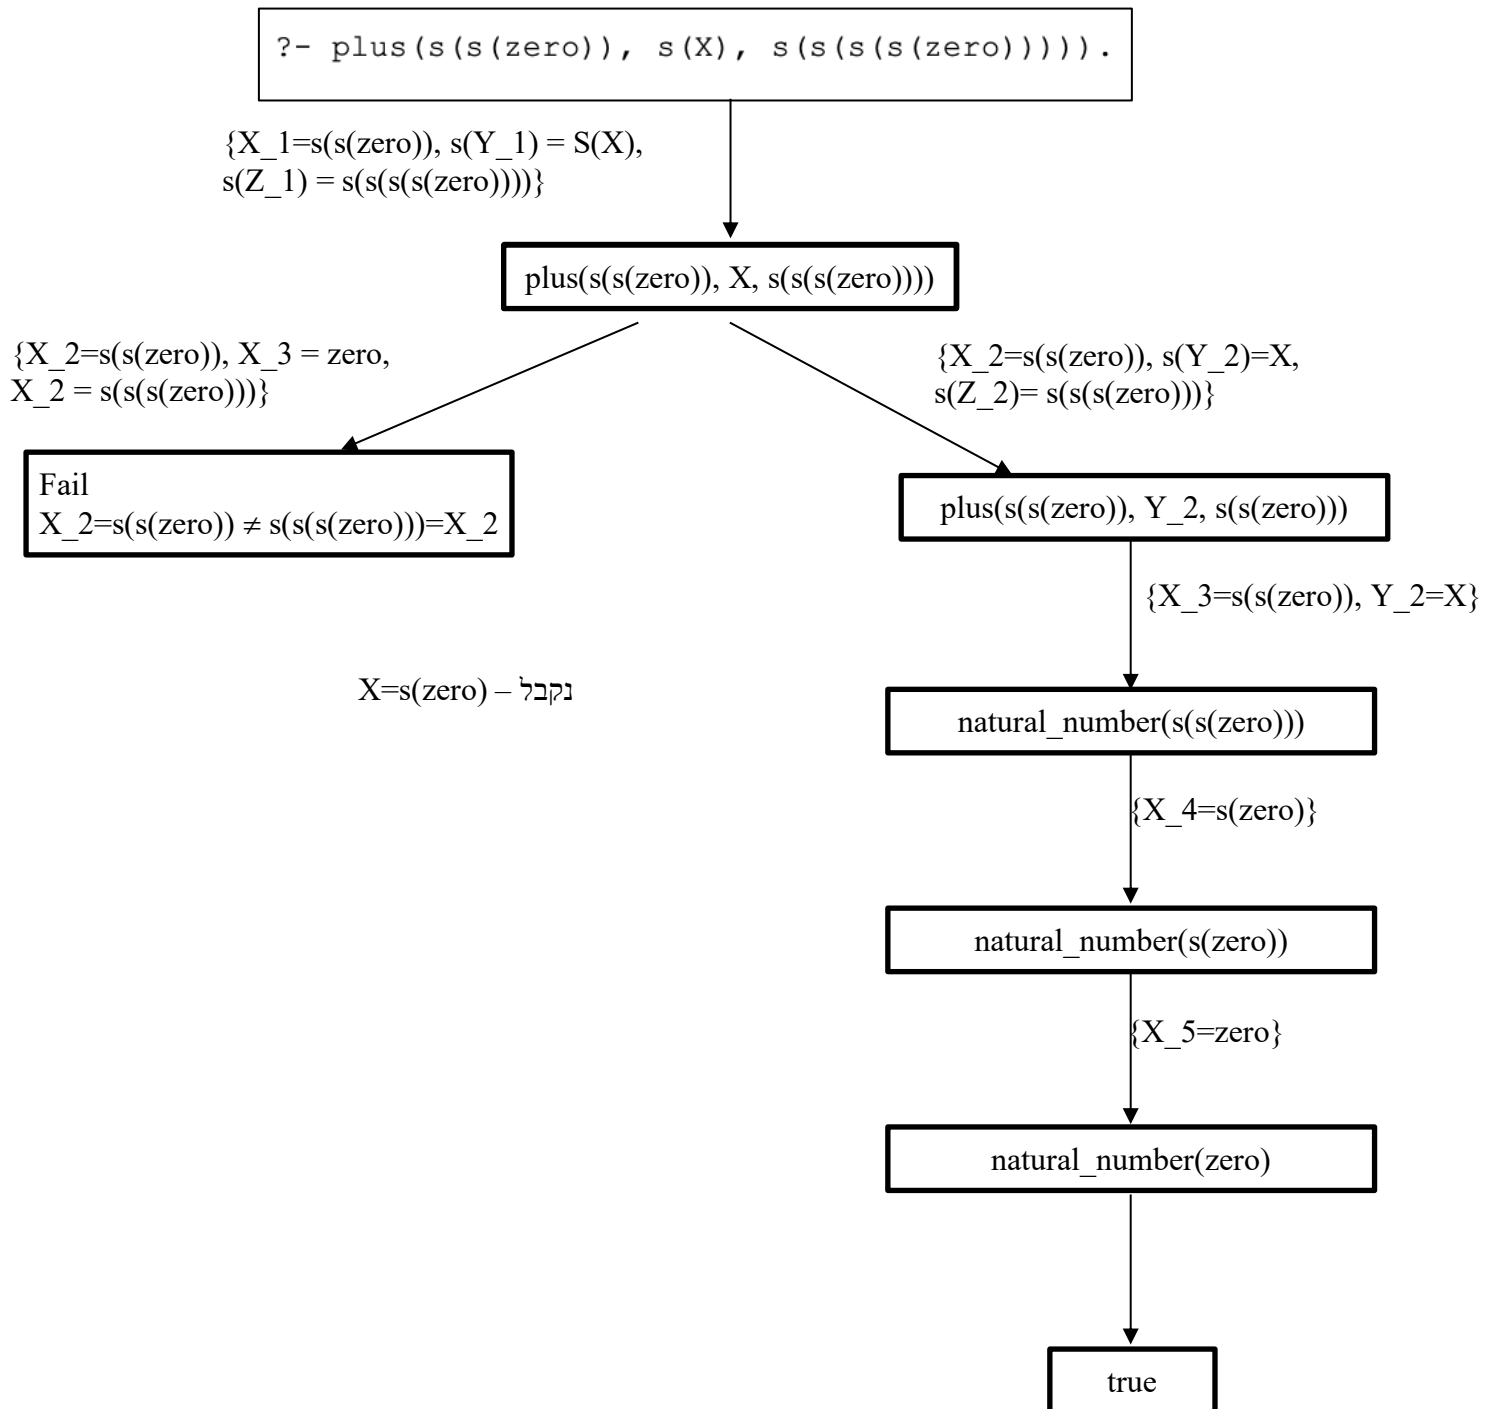 ?- plus(s(s(zero)), s(X), s(s(s(s(zero))))).
{X_1=s(s(zero)), s(Y_1) = S(X),
s(Z_1) = s(s(s(s(zero))))}
plus(s(s(zero)), X, s(s(s(zero))))
{X_2=s(s(zero)), X_3 = zero,
X_2 = s(s(s(zero)))}
{X_2=s(s(zero)), s(Y_2)=X,
s(Z_2)= s(s(s(zero)))}
Fail
X_2=s(s(zero)) ≠ s(s(s(zero)))=X_2
plus(s(s(zero)), Y_2, s(s(zero)))
{X_3=s(s(zero)), Y_2=X}
נקבל – X=s(zero)
natural_number(s(s(zero)))
{X_4=s(zero)}
natural_number(s(zero))
{X_5=zero}
natural_number(zero)
true